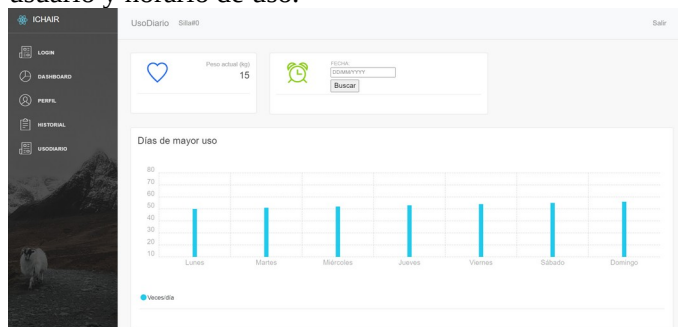 usuario y horario de uso.
ICHAIR
UsoDiario Silla#0 Salir
LOGIN
DASHBOARD
PERFIL
HISTORIAL
USODIARIO
Peso actual (kg)
15
FECHA
DD/MM/YYYY
Buscar
Días de mayor uso
80
70
60
50
40
30
20
10
Lunes Martes Miércoles Jueves Viernes Sábado Domingo
Veces/día